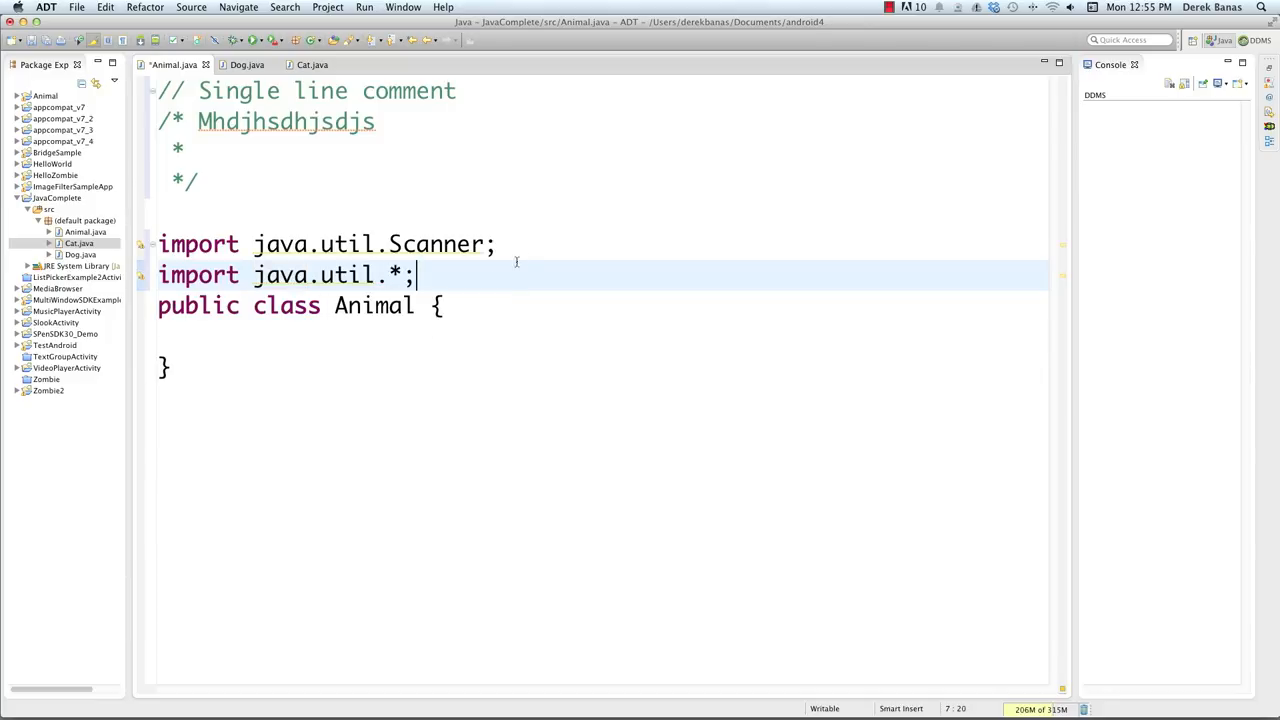 ADT File Edit Refactor Source Navigate Search Project Run Window Help 10 Mon 12:55 PM Derek Banas
Java – JavaComplete/src/Animal.java – ADT – /Users/derekbanas/Documents/android4
Quick Access Java DDMS
Package Exp
*Animal.java Dog.java Cat.java
Console
DDMS
Animal
appcompat_v7
appcompat_v7_2
appcompat_v7_3
appcompat_v7_4
BridgeSample
HelloWorld
HelloZombie
ImageFilterSampleApp
JavaComplete
src
(default package)
Animal.java
Cat.java
Dog.java
JRE System Library [Ja
ListPickerExample2Activi
MediaBrowser
MultiWindowSDKExample
MusicPlayerActivity
SlookActivity
SPenSDK30_Demo
TestAndroid
TextGroupActivity
VideoPlayerActivity
Zombie
Zombie2
// Single line comment
/* Mhdjhsdhjsdjs
*
*/
import java.util.Scanner;
import java.util.*;
public class Animal {
}
Writable Smart Insert 7 : 20 206M of 315M